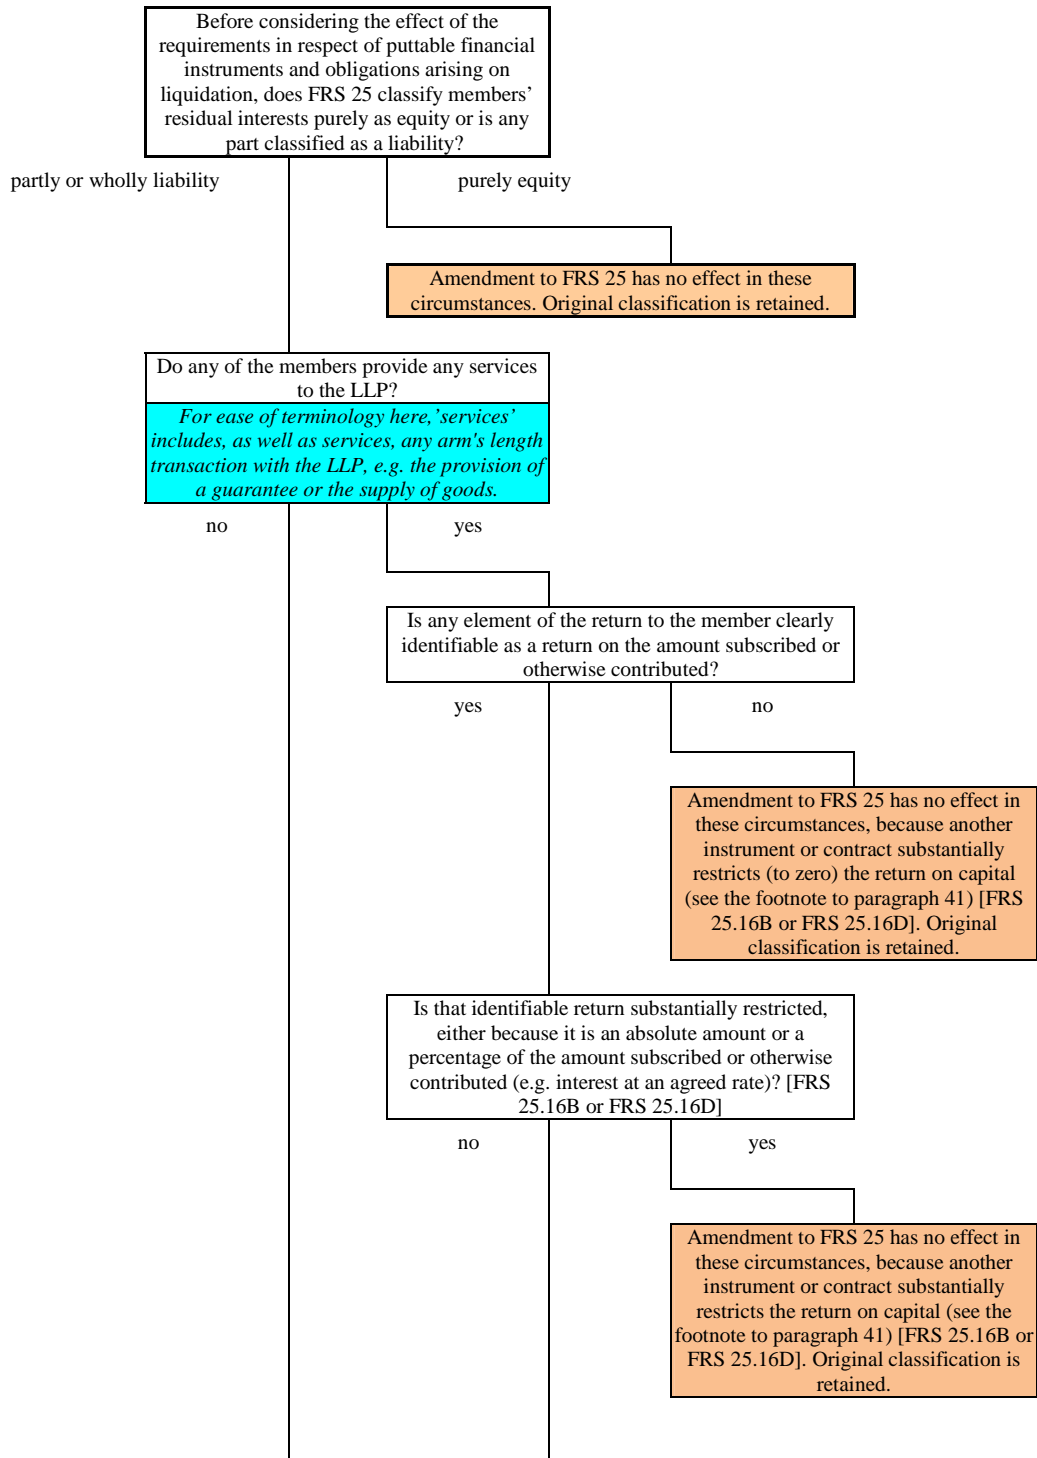 Before considering the effect of the
requirements in respect of puttable financial
instruments and obligations arising on
liquidation, does FRS 25 classify members’
residual interests purely as equity or is any
part classified as a liability?
partly or wholly liability
purely equity
Amendment to FRS 25 has no effect in these
circumstances. Original classification is retained.
Do any of the members provide any services
to the LLP?
For ease of terminology here,'services'
includes, as well as services, any arm's length
transaction with the LLP, e.g. the provision of
a guarantee or the supply of goods.
no
yes
Is any element of the return to the member clearly
identifiable as a return on the amount subscribed or
otherwise contributed?
yes
no
Amendment to FRS 25 has no effect in
these circumstances, because another
instrument or contract substantially
restricts (to zero) the return on capital
(see the footnote to paragraph 41) [FRS
25.16B or FRS 25.16D]. Original
classification is retained.
Is that identifiable return substantially restricted,
either because it is an absolute amount or a
percentage of the amount subscribed or otherwise
contributed (e.g. interest at an agreed rate)? [FRS
25.16B or FRS 25.16D]
no
yes
Amendment to FRS 25 has no effect in
these circumstances, because another
instrument or contract substantially
restricts the return on capital (see the
footnote to paragraph 41) [FRS 25.16B or
FRS 25.16D]. Original classification is
retained.